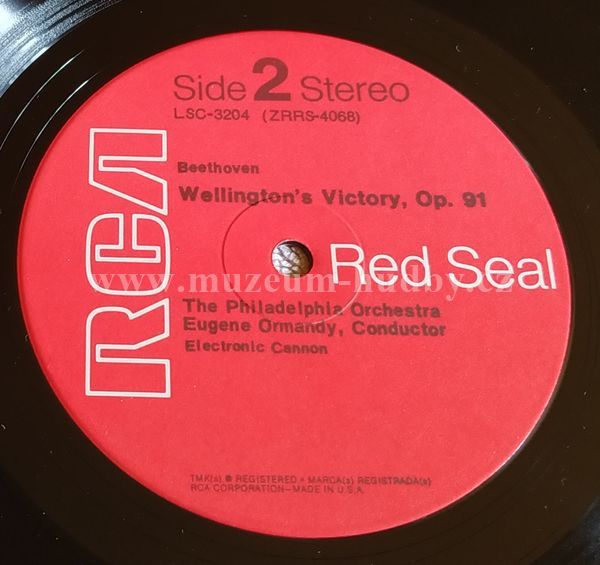 Side 2 Stereo
LSC-3204 (ZRRS-4068)
Beethoven
Wellington's Victory, Op. 91
RCA
Red Seal
www.muzeum-hudby.cz
The Philadelphia Orchestra
Eugene Ormandy, Conductor
Electronic Cannon
TMK(s) ® REGISTERED • MARCA(s) REGISTRADA(s)
RCA CORPORATION—MADE IN U.S.A.